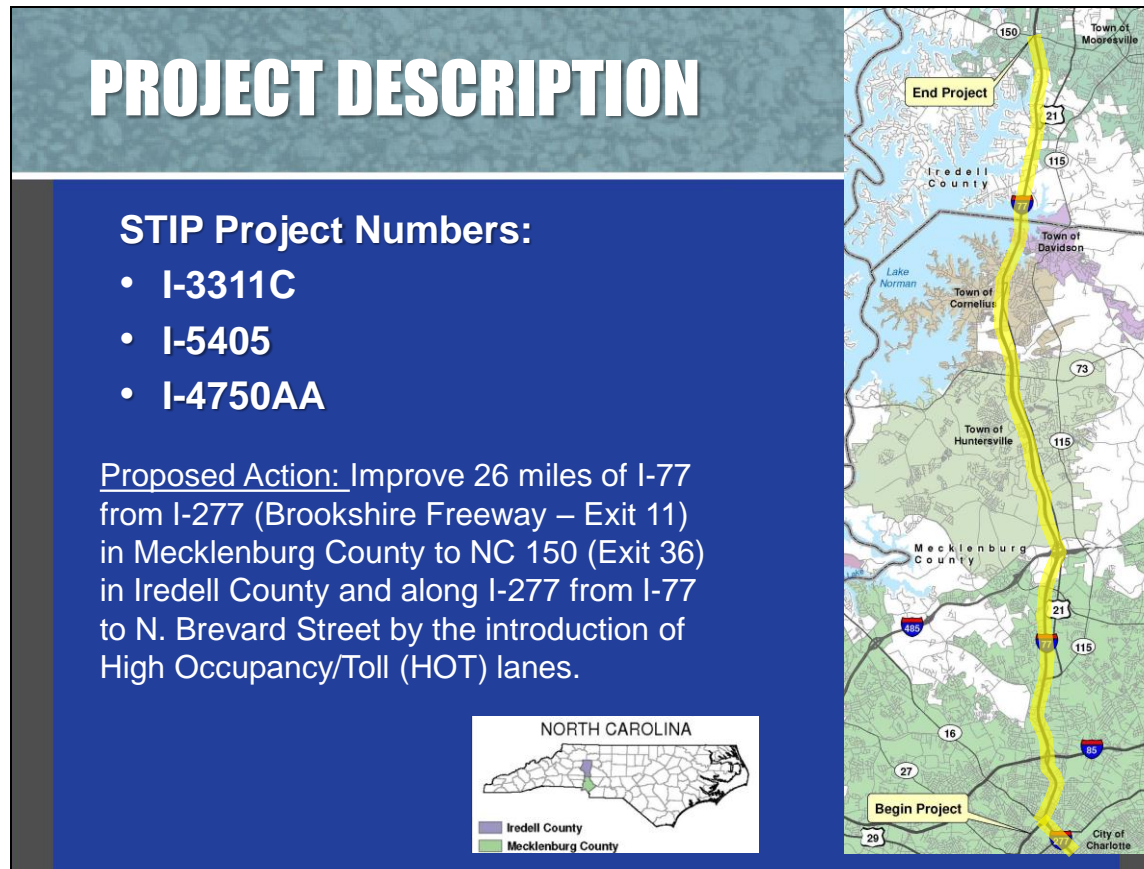 PROJECT DESCRIPTION
STIP Project Numbers:
• I-3311C
• I-5405
• I-4750AA
Proposed Action: Improve 26 miles of I-77
from I-277 (Brookshire Freeway – Exit 11)
in Mecklenburg County to NC 150 (Exit 36)
in Iredell County and along I-277 from I-77
to N. Brevard Street by the introduction of
High Occupancy/Toll (HOT) lanes.
NORTH CAROLINA
Iredell County
Mecklenburg County
150
Town of
Mooresville
End Project
21
115
Iredell
County
77
Town of
Davidson
Lake
Norman
Town of
Cornelius
73
Town of
Huntersville
115
Mecklenburg
County
21
485
77
115
16
85
27
Begin Project
29
277
City of
Charlotte